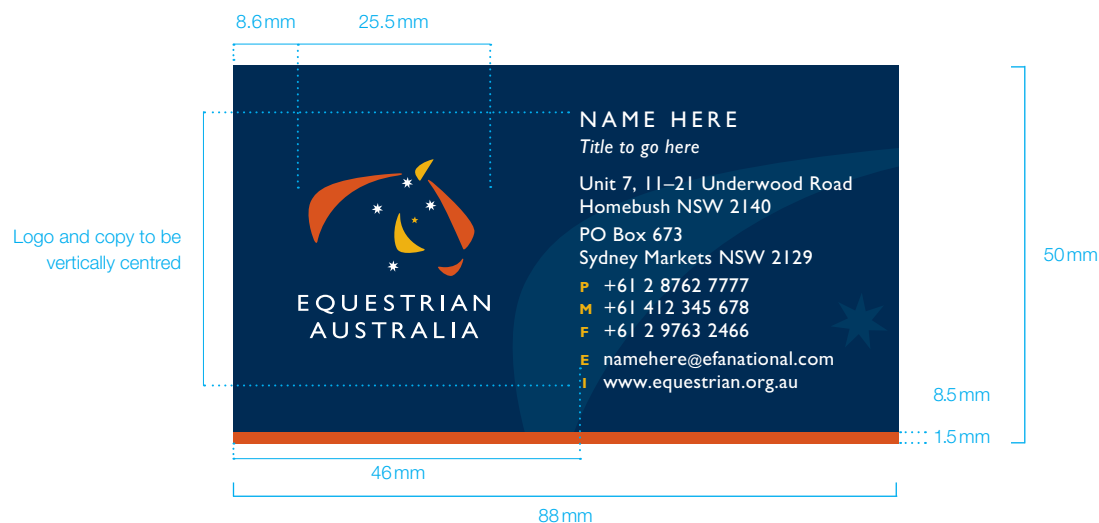 8.6mm
25.5mm
NAME HERE
Title to go here
Unit 7, 11–21 Underwood Road
Homebush NSW 2140
PO Box 673
Sydney Markets NSW 2129
P +61 2 8762 7777
M +61 412 345 678
F +61 2 9763 2466
E namehere@efanational.com
I www.equestrian.org.au
EQUESTRIAN
AUSTRALIA
Logo and copy to be
vertically centred
50mm
8.5mm
1.5mm
46mm
88mm